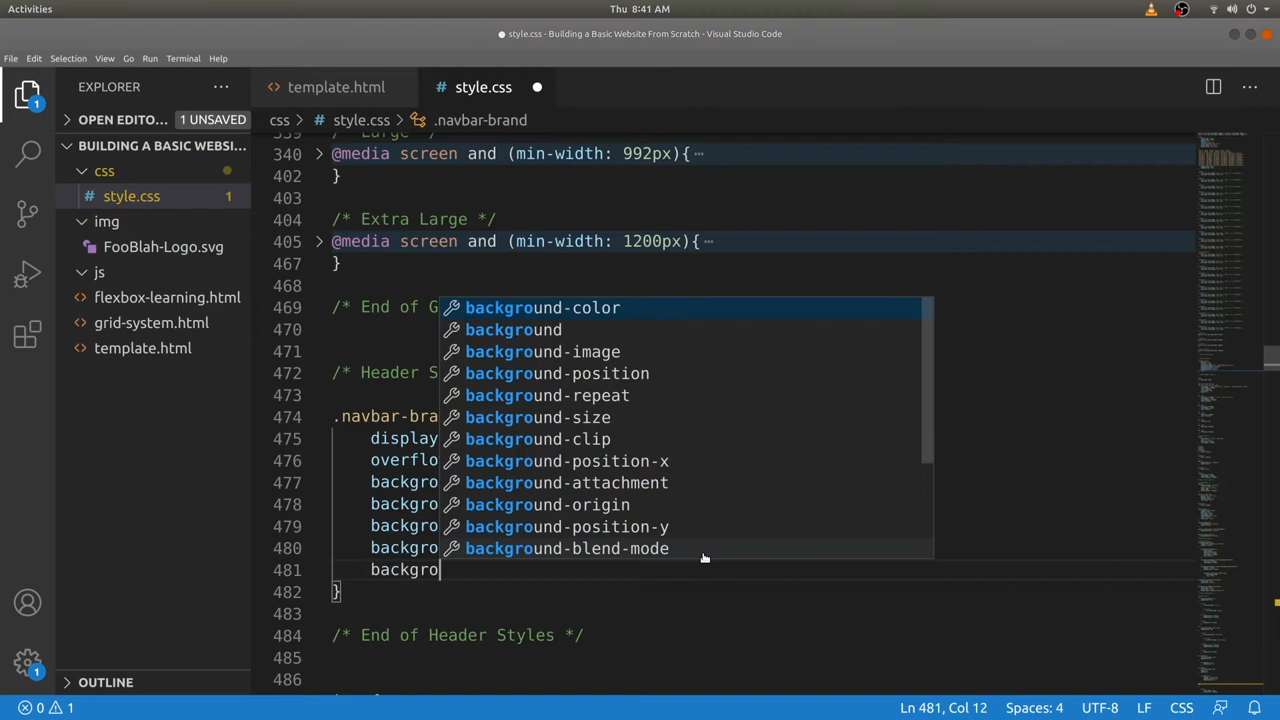 Activities
Thu 8:41 AM
style.css - Building a Basic Website From Scratch - Visual Studio Code
File Edit Selection View Go Run Terminal Help
EXPLORER
template.html
style.css
OPEN EDITO... 1 UNSAVED
css > style.css > .navbar-brand
BUILDING A BASIC WEBSI...
css
style.css 1
img
FooBlah-Logo.svg
js
flexbox-learning.html
grid-system.html
template.html
OUTLINE
339 /* Large */
340 @media screen and (min-width: 992px){
402 }
403
404 /* Extra Large */
405 @media screen and (min-width: 1200px){
467 }
468
469 /* End of G
470
471
472 /* Header S
473
474 .navbar-bra
475 display
476 overflo
477 backgro
478 backgro
479 backgro
480 backgro
481 backgro
482 }
483
484 /* End of Header Styles */
485
486
background-color
background
background-image
background-position
background-repeat
background-size
background-clip
background-position-x
background-attachment
background-origin
background-position-y
background-blend-mode
1
1
0 1
Ln 481, Col 12 Spaces: 4 UTF-8 LF CSS